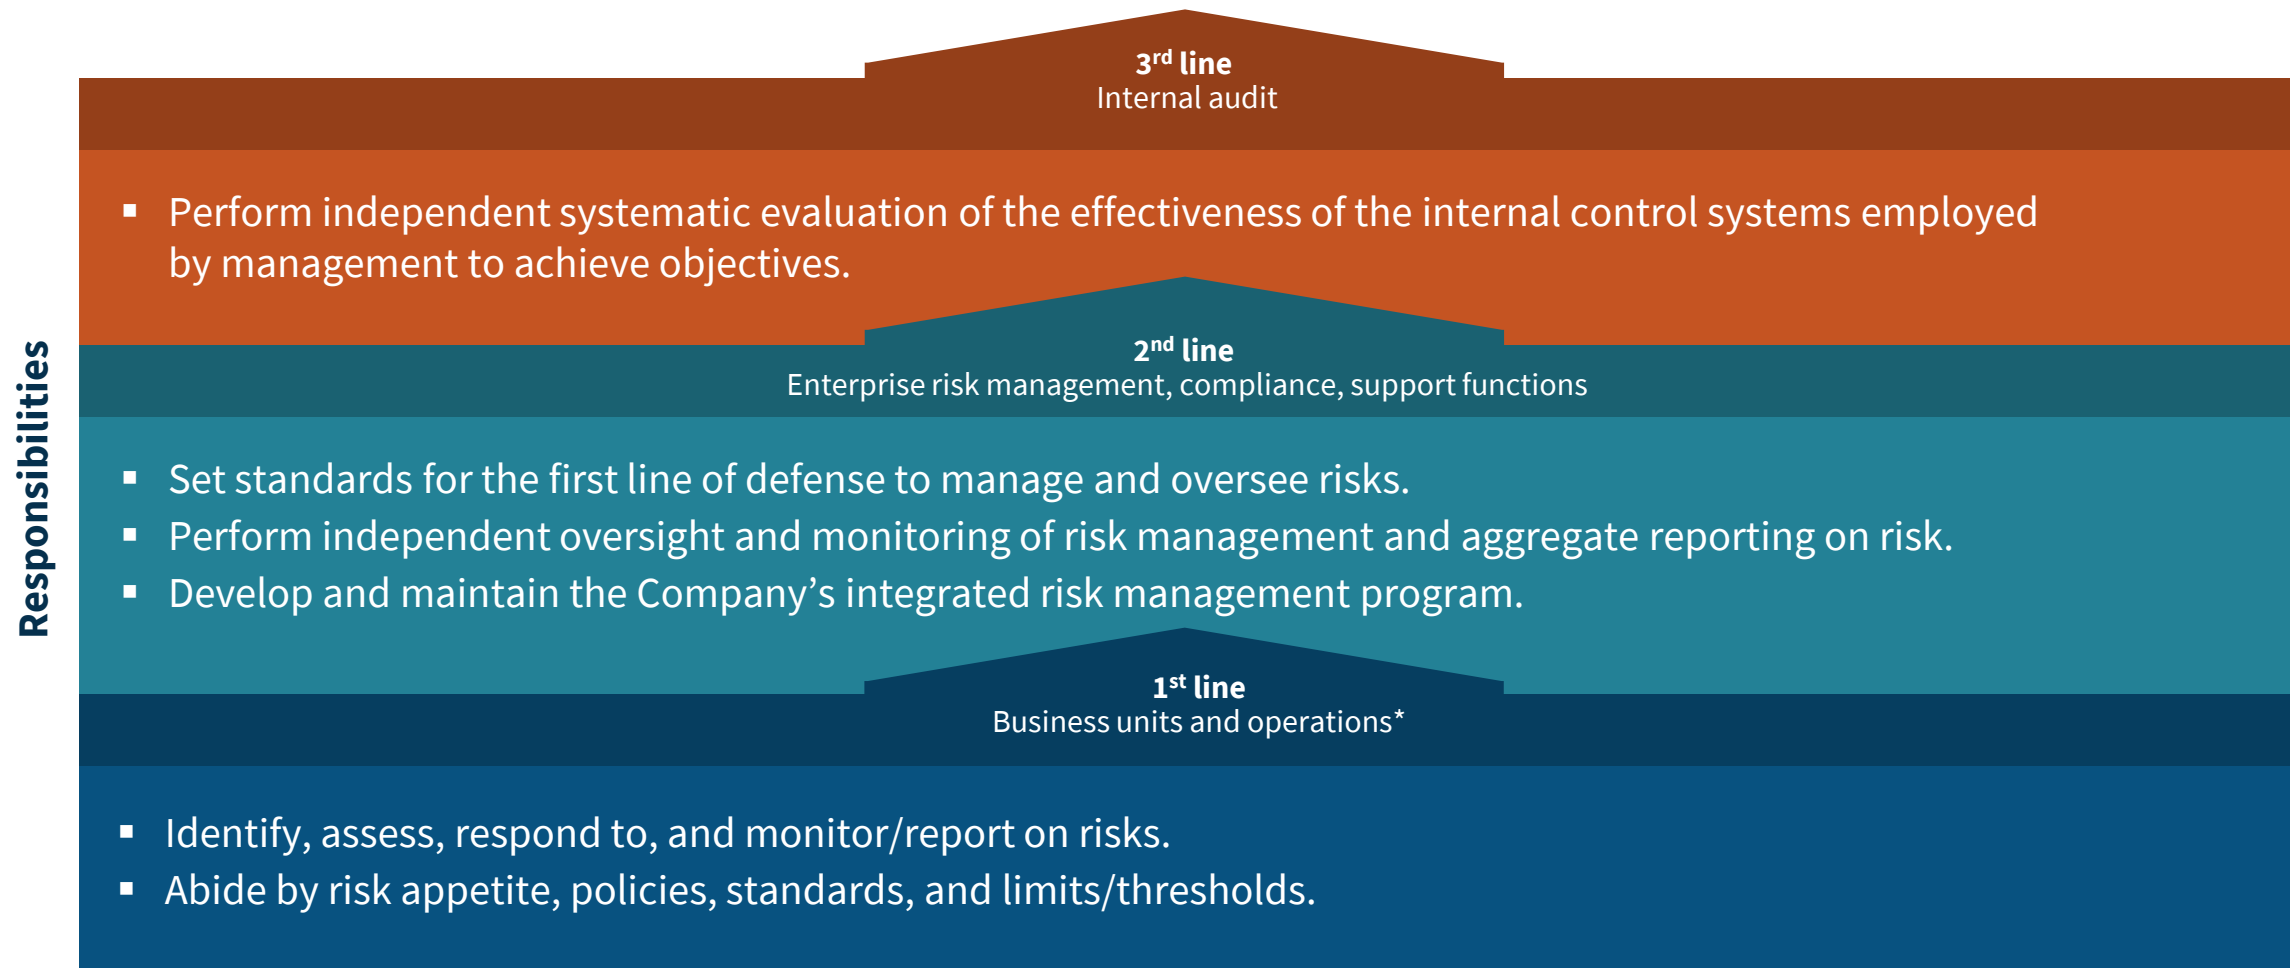 3rd line
Internal audit
▪ Perform independent systematic evaluation of the effectiveness of the internal control systems employed
by management to achieve objectives.
2nd line
Enterprise risk management, compliance, support functions
▪ Set standards for the first line of defense to manage and oversee risks.
▪ Perform independent oversight and monitoring of risk management and aggregate reporting on risk.
▪ Develop and maintain the Company’s integrated risk management program.
1st line
Business units and operations*
▪ Identify, assess, respond to, and monitor/report on risks.
▪ Abide by risk appetite, policies, standards, and limits/thresholds.
Responsibilities